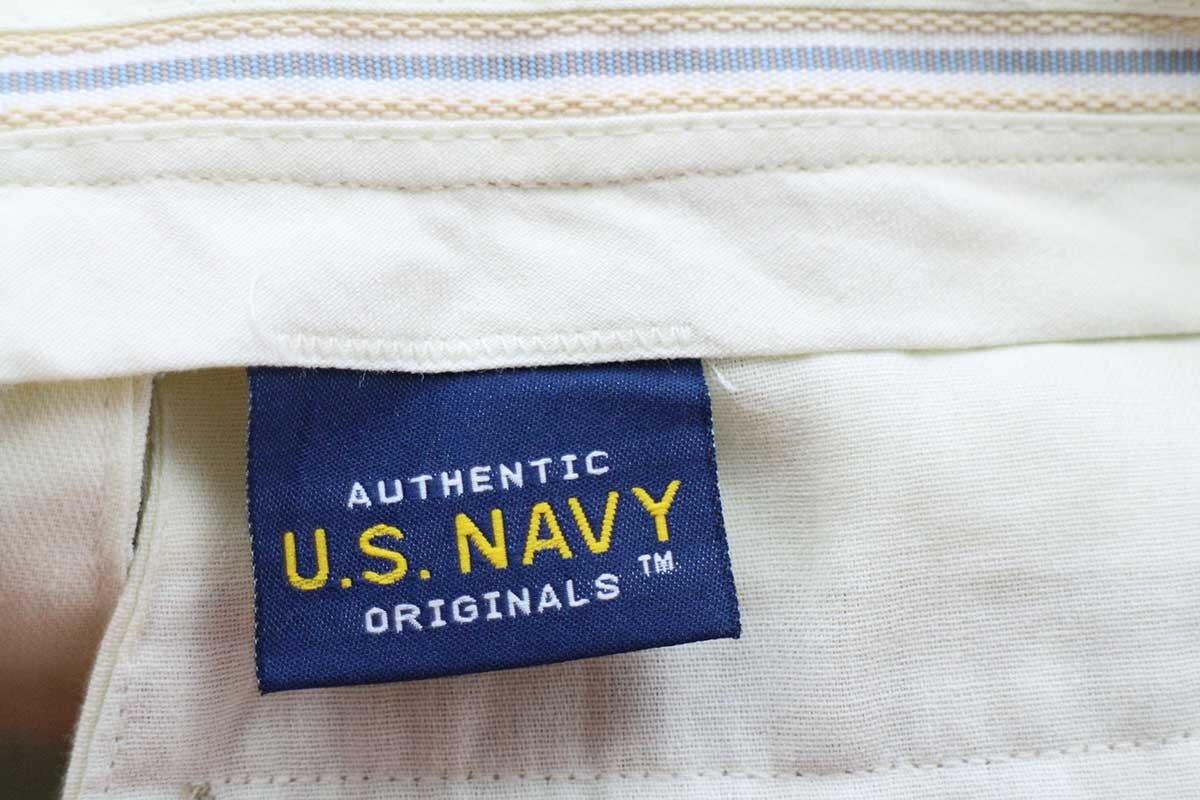 AUTHENTIC
U.S. NAVY
ORIGINALS ™